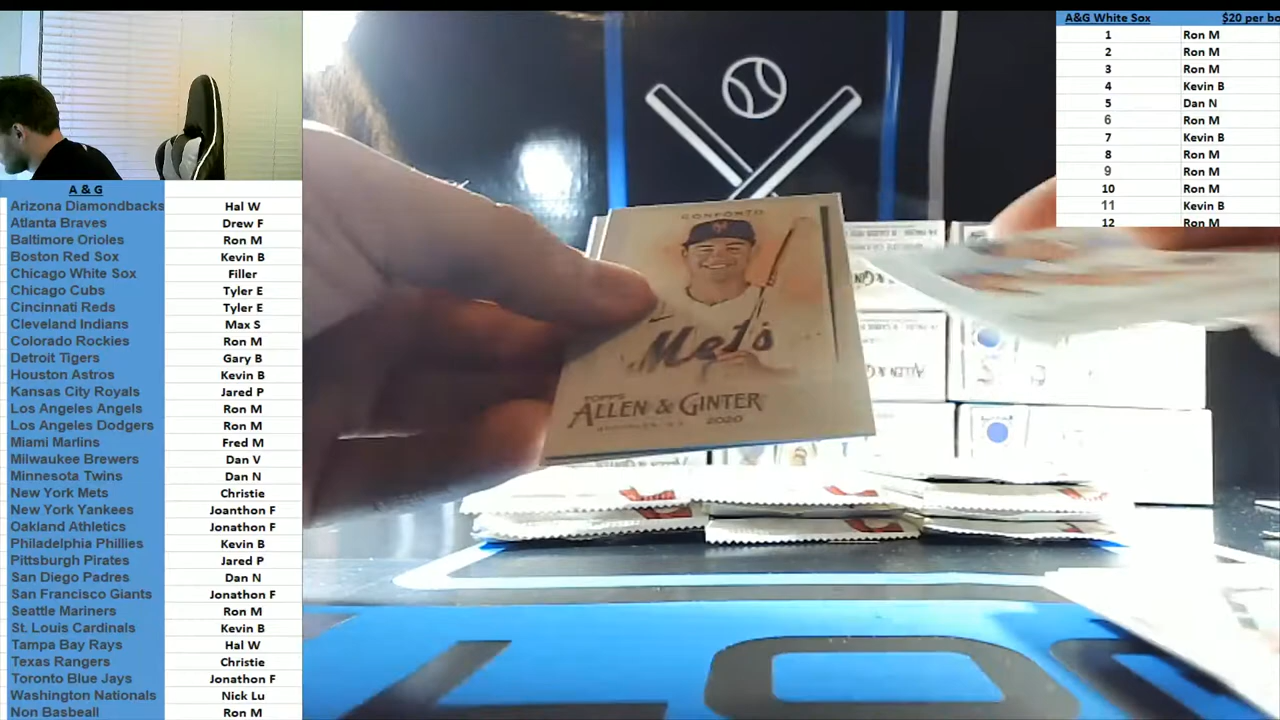 A & G
Arizona Diamondbacks Hal W
Atlanta Braves Drew F
Baltimore Orioles Ron M
Boston Red Sox Kevin B
Chicago White Sox Filler
Chicago Cubs Tyler E
Cincinnati Reds Tyler E
Cleveland Indians Max S
Colorado Rockies Ron M
Detroit Tigers Gary B
Houston Astros Kevin B
Kansas City Royals Jared P
Los Angeles Angels Ron M
Los Angeles Dodgers Ron M
Miami Marlins Fred M
Milwaukee Brewers Dan V
Minnesota Twins Dan N
New York Mets Christie
New York Yankees Joanthon F
Oakland Athletics Jonathon F
Philadelphia Phillies Kevin B
Pittsburgh Pirates Jared P
San Diego Padres Dan N
San Francisco Giants Jonathon F
Seattle Mariners Ron M
St. Louis Cardinals Kevin B
Tampa Bay Rays Hal W
Texas Rangers Christie
Toronto Blue Jays Jonathon F
Washington Nationals Nick Lu
Non Basbeall Ron M
CONFORTO
Mets
TOPPS
ALLEN & GINTER
2020
A&G White Sox $20 per bo
1 Ron M
2 Ron M
3 Ron M
4 Kevin B
5 Dan N
6 Ron M
7 Kevin B
8 Ron M
9 Ron M
10 Ron M
11 Kevin B
12 Ron M